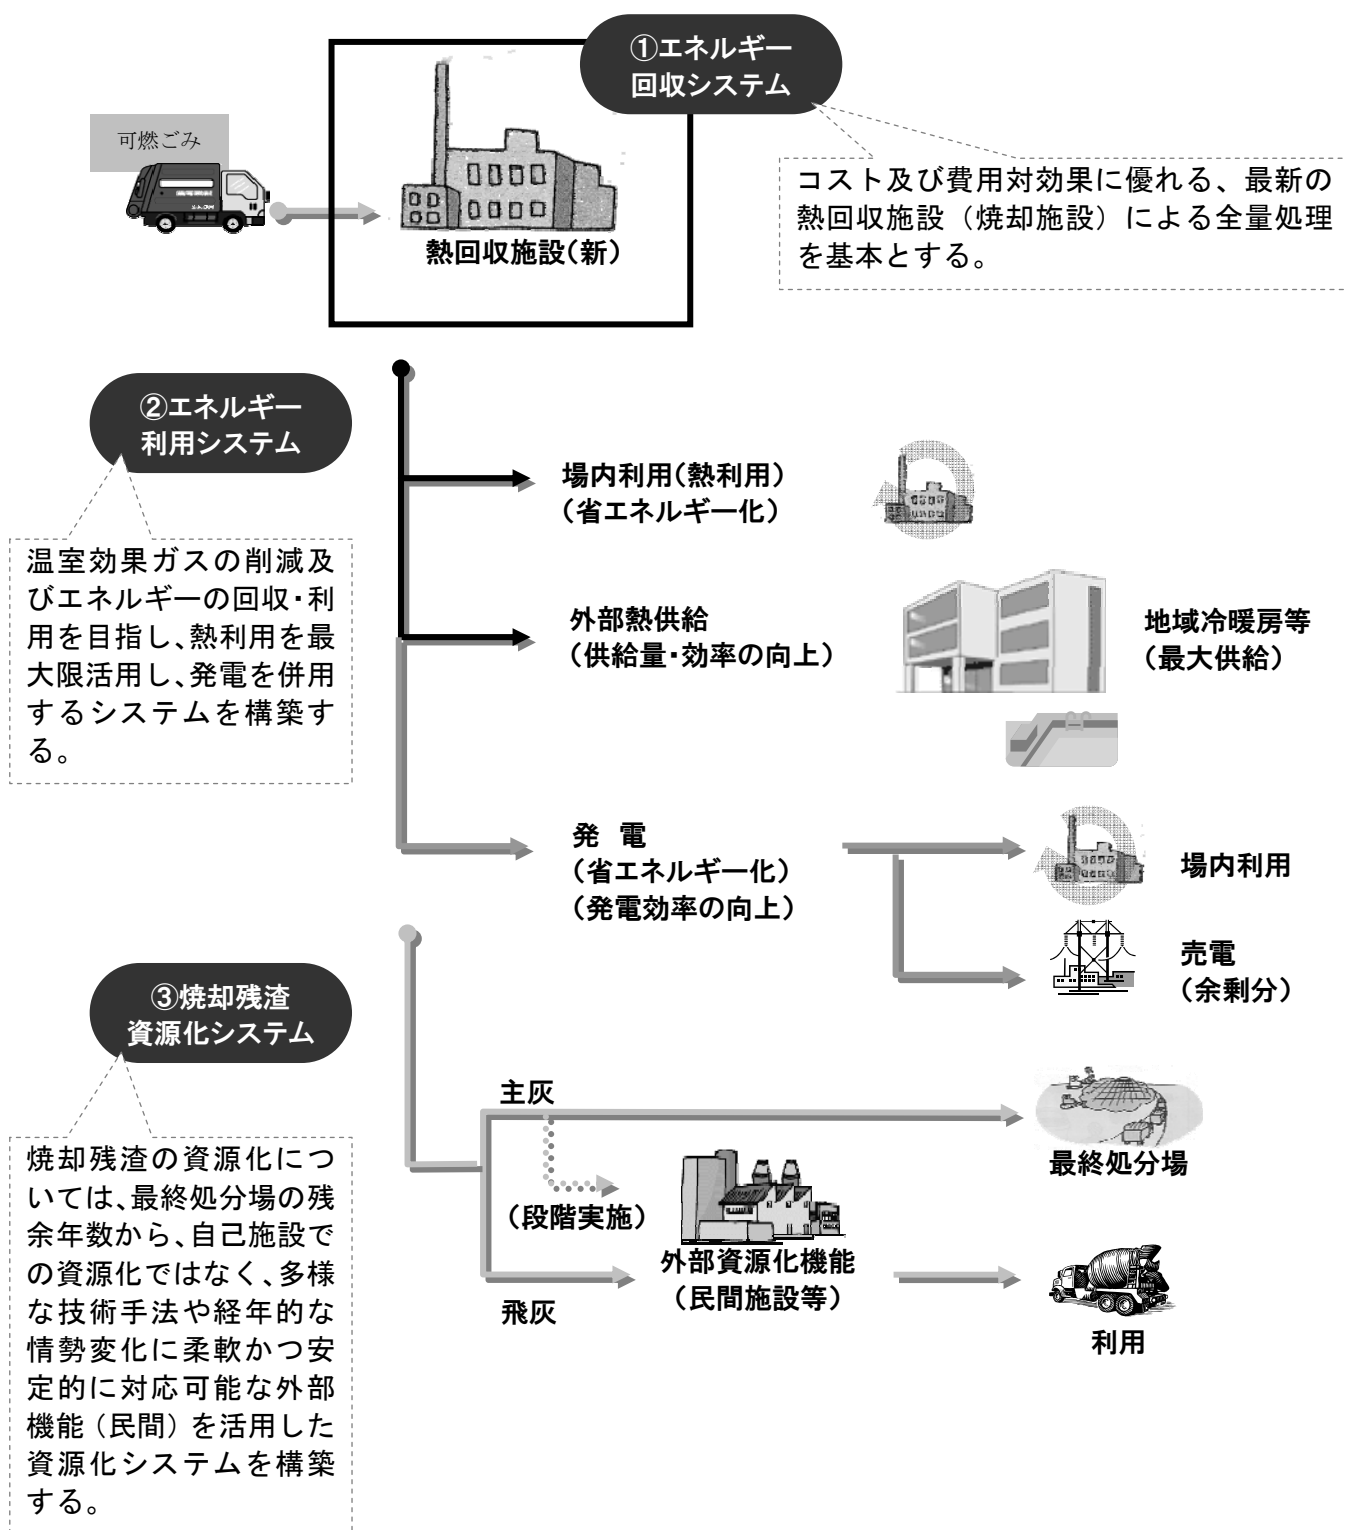 ①エネルギー
回収システム
可燃ごみ
熱回収施設(新)
コスト及び費用対効果に優れる、最新の
熱回収施設（焼却施設）による全量処理
を基本とする。
②エネルギー
利用システム
温室効果ガスの削減及
びエネルギーの回収・利
用を目指し、熱利用を最
大限活用し、発電を併用
するシステムを構築す
る。
場内利用(熱利用)
(省エネルギー化)
外部熱供給
(供給量・効率の向上)
地域冷暖房等
(最大供給)
発　電
(省エネルギー化)
(発電効率の向上)
場内利用
売電
(余剰分)
③焼却残渣
資源化システム
焼却残渣の資源化につ
いては、最終処分場の残
余年数から、自己施設で
の資源化ではなく、多様
な技術手法や経年的な
情勢変化に柔軟かつ安
定的に対応可能な外部
機能（民間）を活用した
資源化システムを構築
する。
主灰
最終処分場
(段階実施)
外部資源化機能
(民間施設等)
飛灰
利用